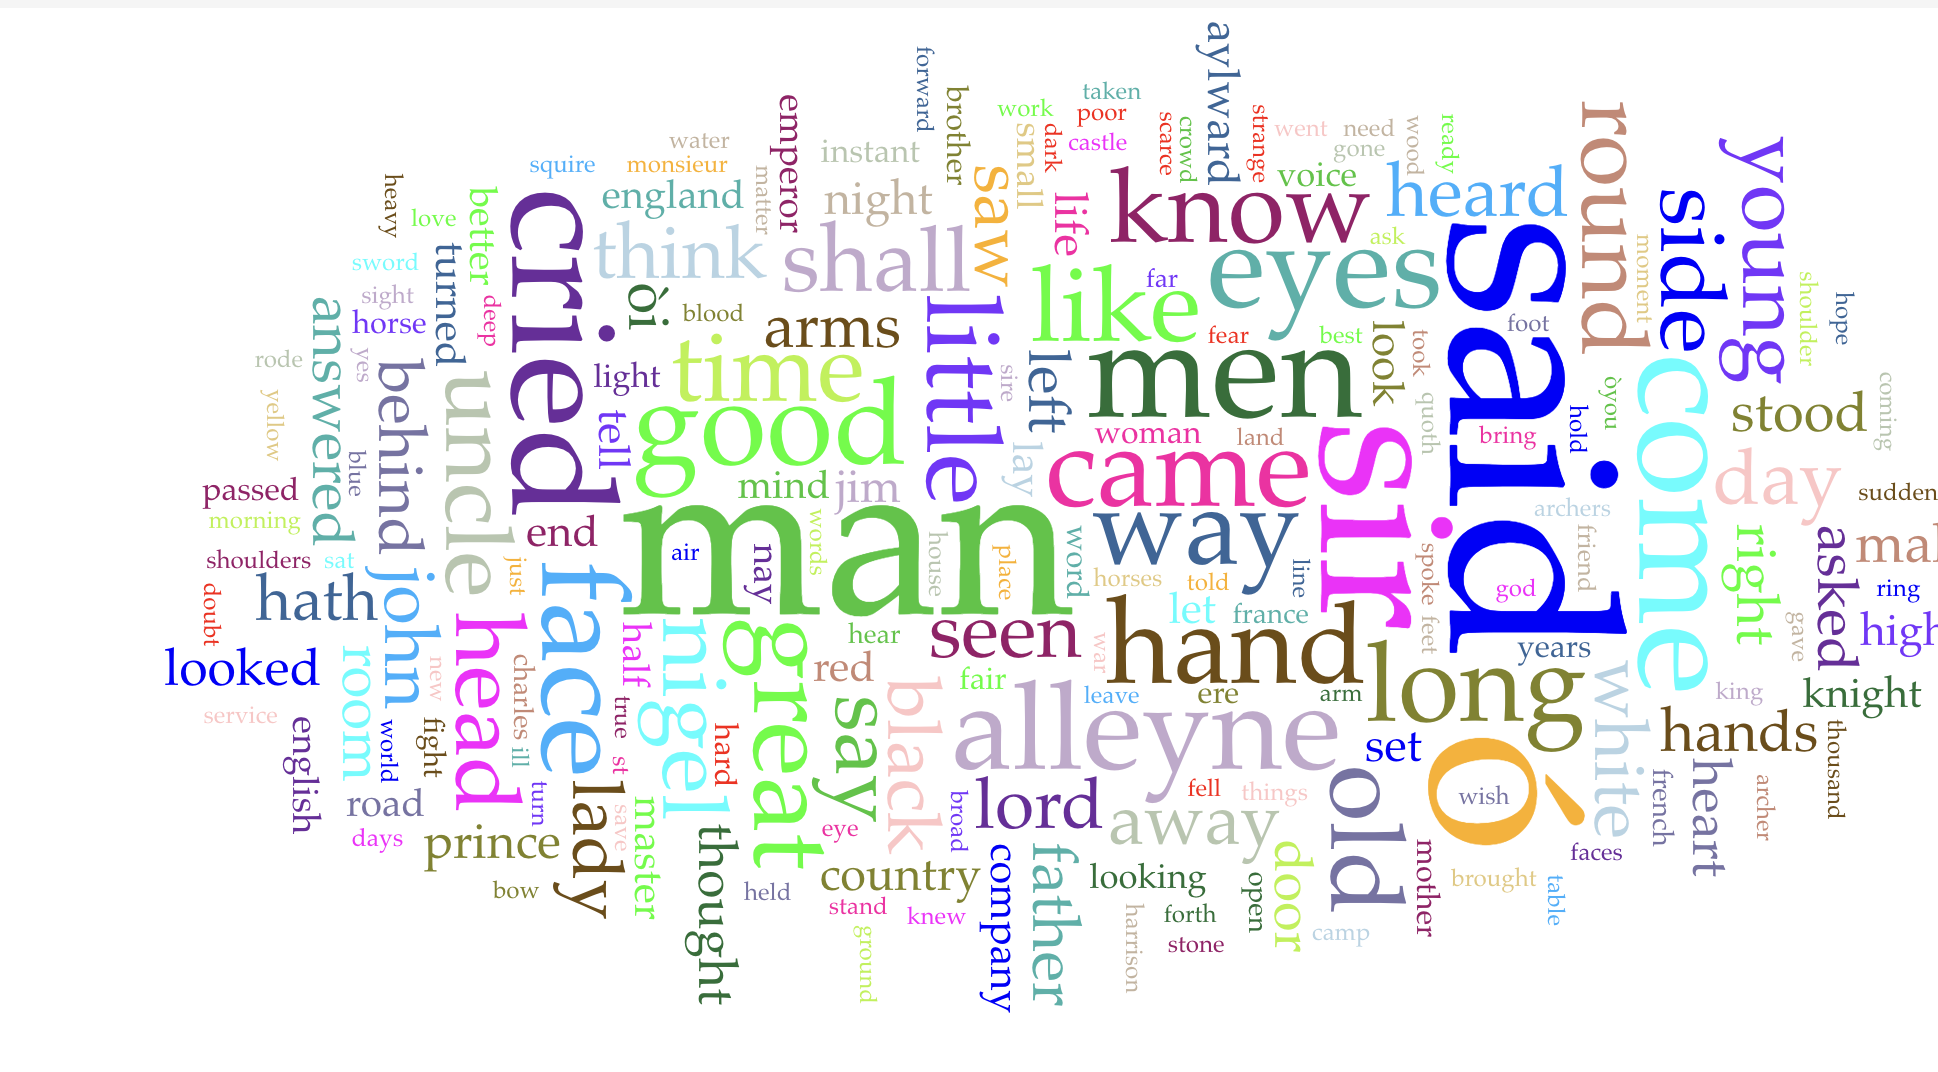 aylward
forward
brother
emperor
work
taken
poor
castle
dark
small
scarce
crowd
strange
went
need
gone
wood
ready
round
young
water
monsieur
squire
matter
instant
england
night
saw
life
know
voice
heard
ask
side
moment
heavy
love
better
cried
think
shall
eyes
said
sword
turned
òi
like
far
shoulder
hope
sight
horse
deep
blood
arms
little
fear
best
look
foot
took
answered
rode
yes
behind
uncle
light
time
sire
left
men
come
yellow
tell
good
quoth
òyou
hold
stood
coming
woman
land
bring
sir
blue
passed
mind
jim
lay
came
day
sudden
morning
man
words
way
archers
end
air
may
house
place
word
line
spoke
friend
right
asked
mal
shoulders
sat
just
horses
told
god
ring
doubt
hath
john
face
let
france
head
half
nigel
great
hear
seen
war
hand
feet
years
gave
high
looked
room
new
charles
red
fair
leave
ere
arm
long
white
king
knight
service
true
say
black
alleyne
english
world
fight
ill
st
hard
set
ó
hands
thousand
road
turn
lady
save
master
broad
lord
fell
things
away
old
wish
french
heart
archer
days
prince
thought
eye
faces
bow
held
country
company
father
looking
open
door
mother
brought
table
stand
knew
ground
harrison
forth
stone
camp